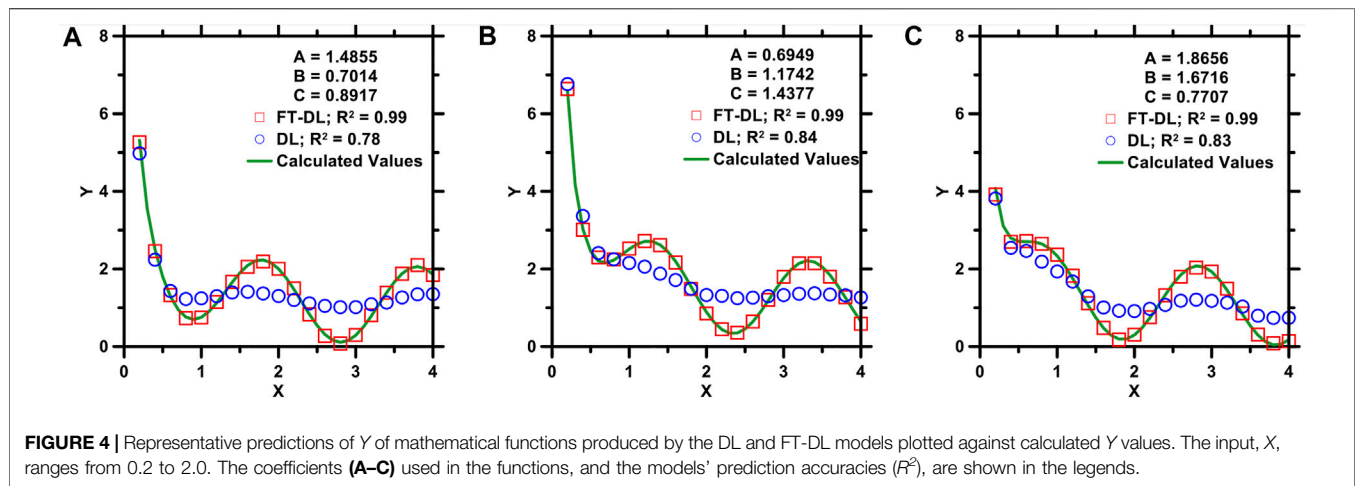 A
8
6
4
2
0
Y
A = 1.4855
B = 0.7014
C = 0.8917
FT-DL; R² = 0.99
DL; R² = 0.78
Calculated Values
0 1 2 3 4
X
B
8
6
4
2
0
Y
A = 0.6949
B = 1.1742
C = 1.4377
FT-DL; R² = 0.99
DL; R² = 0.84
Calculated Values
0 1 2 3 4
X
C
8
6
4
2
0
Y
A = 1.8656
B = 1.6716
C = 0.7707
FT-DL; R² = 0.99
DL; R² = 0.83
Calculated Values
0 1 2 3 4
X
FIGURE 4 | Representative predictions of Y of mathematical functions produced by the DL and FT-DL models plotted against calculated Y values. The input, X,
ranges from 0.2 to 2.0. The coefficients (A–C) used in the functions, and the models' prediction accuracies (R²), are shown in the legends.